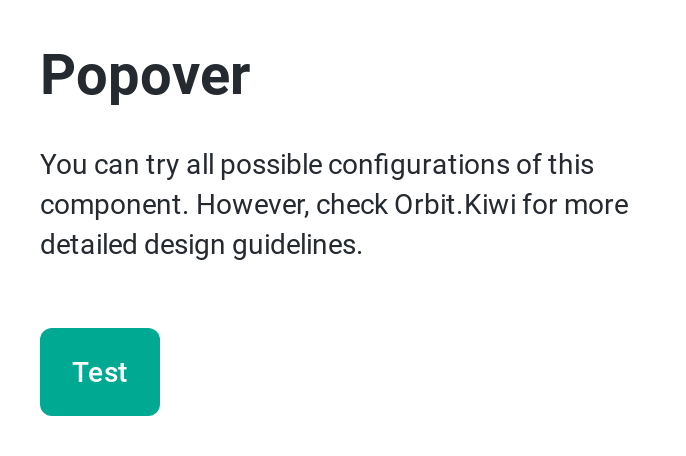 Popover
You can try all possible configurations of this
component. However, check Orbit.Kiwi for more
detailed design guidelines.
Test